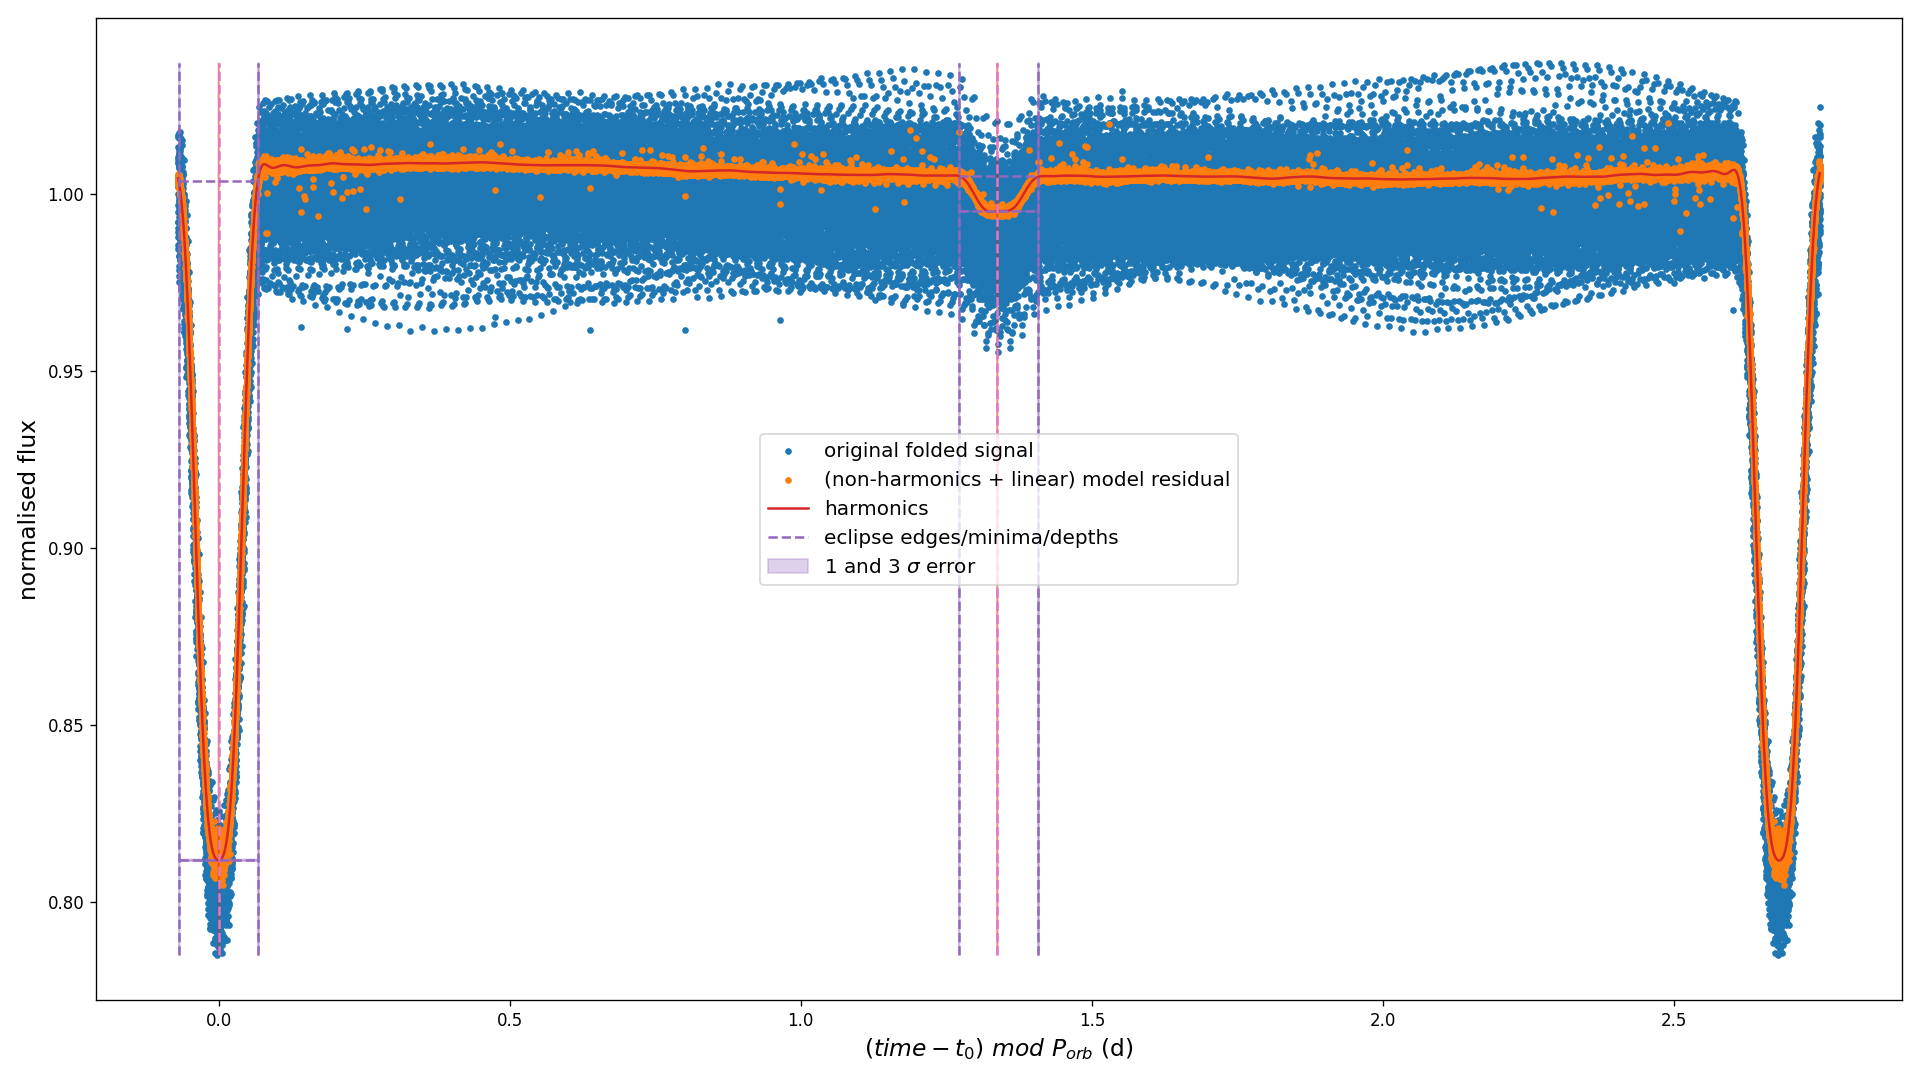 normalised flux
1.00
0.95
0.90
0.85
0.80
original folded signal
(non-harmonics + linear) model residual
harmonics
eclipse edges/minima/depths
1 and 3 σ error
0.0 0.5 1.0 1.5 2.0 2.5
(time − t₀) mod Pₒᵣb (d)